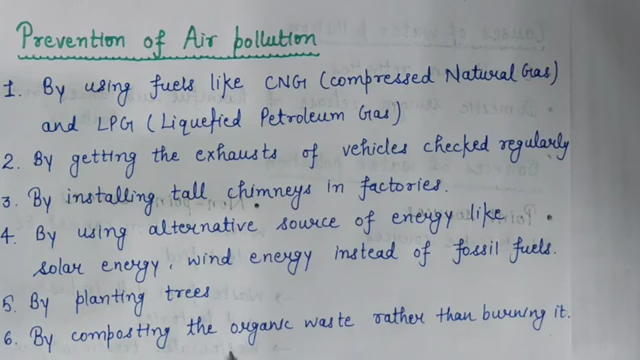 Prevention of Air pollution
1. By using fuels like CNG (compressed Natural Gas)
and LPG (Liquefied Petroleum Gas)
2. By getting the exhausts of vehicles checked regularly
3. By installing tall chimneys in factories.
4. By using alternative source of energy like
solar energy, wind energy instead of fossil fuels.
5. By planting trees
6. By composting the organic waste rather than burning it.